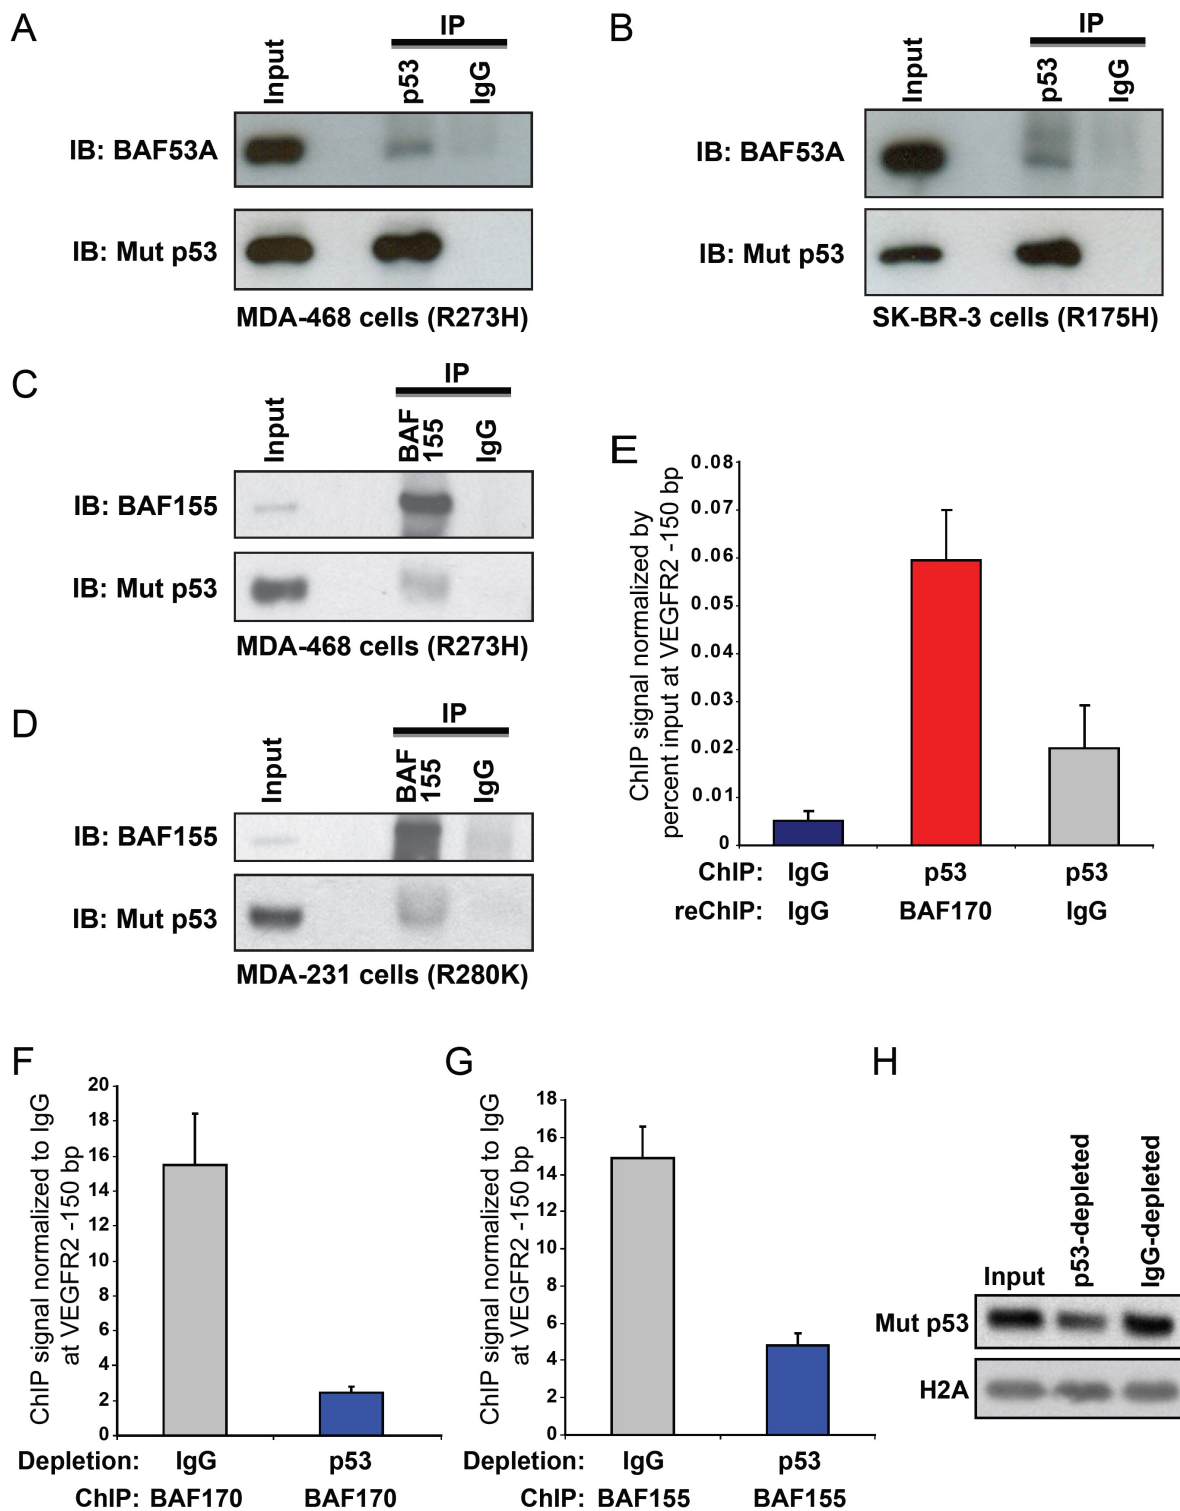 A
IP
Input
p53
IgG
IB: BAF53A
IB: Mut p53
MDA-468 cells (R273H)
B
IP
Input
p53
IgG
IB: BAF53A
IB: Mut p53
SK-BR-3 cells (R175H)
C
IP
Input
BAF
155
IgG
IB: BAF155
IB: Mut p53
MDA-468 cells (R273H)
D
IP
Input
BAF
155
IgG
IB: BAF155
IB: Mut p53
MDA-231 cells (R280K)
E
ChIP signal normalized by
percent input at VEGFR2 -150 bp
0.08
0.07
0.06
0.05
0.04
0.03
0.02
0.01
0
ChIP: IgG p53 p53
reChIP: IgG BAF170 IgG
F
ChIP signal normalized to IgG
at VEGFR2 -150 bp
20
18
16
14
12
10
8
6
4
2
0
Depletion: IgG p53
ChIP: BAF170 BAF170
G
ChIP signal normalized to IgG
at VEGFR2 -150 bp
18
16
14
12
10
8
6
4
2
0
Depletion: IgG p53
ChIP: BAF155 BAF155
H
Input
p53-depleted
IgG-depleted
Mut p53
H2A